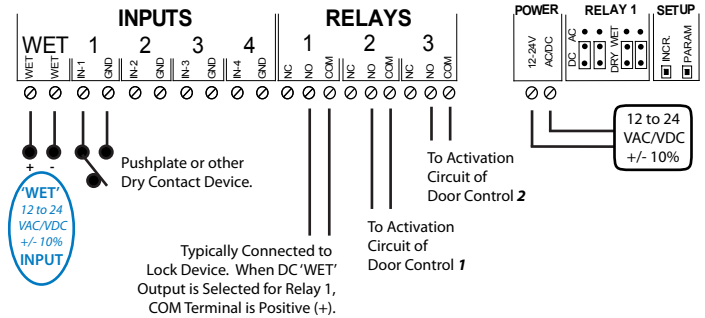 INPUTS RELAYS POWER RELAY 1 SETUP
WET 1 2 3 4 1 2 3
WET WET IN-1 GND IN-2 GND IN-3 GND IN-4 GND NC NO COM NC NO COM NC NO COM
12-24V AC/DC DC AC DRY WET INCR. PARAM
+ -
'WET'
12 to 24
VAC/VDC
+/- 10%
INPUT
Pushplate or other
Dry Contact Device.
Typically Connected to
Lock Device. When DC 'WET'
Output is Selected for Relay 1,
COM Terminal is Positive (+).
To Activation
Circuit of
Door Control 1
To Activation
Circuit of
Door Control 2
12 to 24
VAC/VDC
+/- 10%